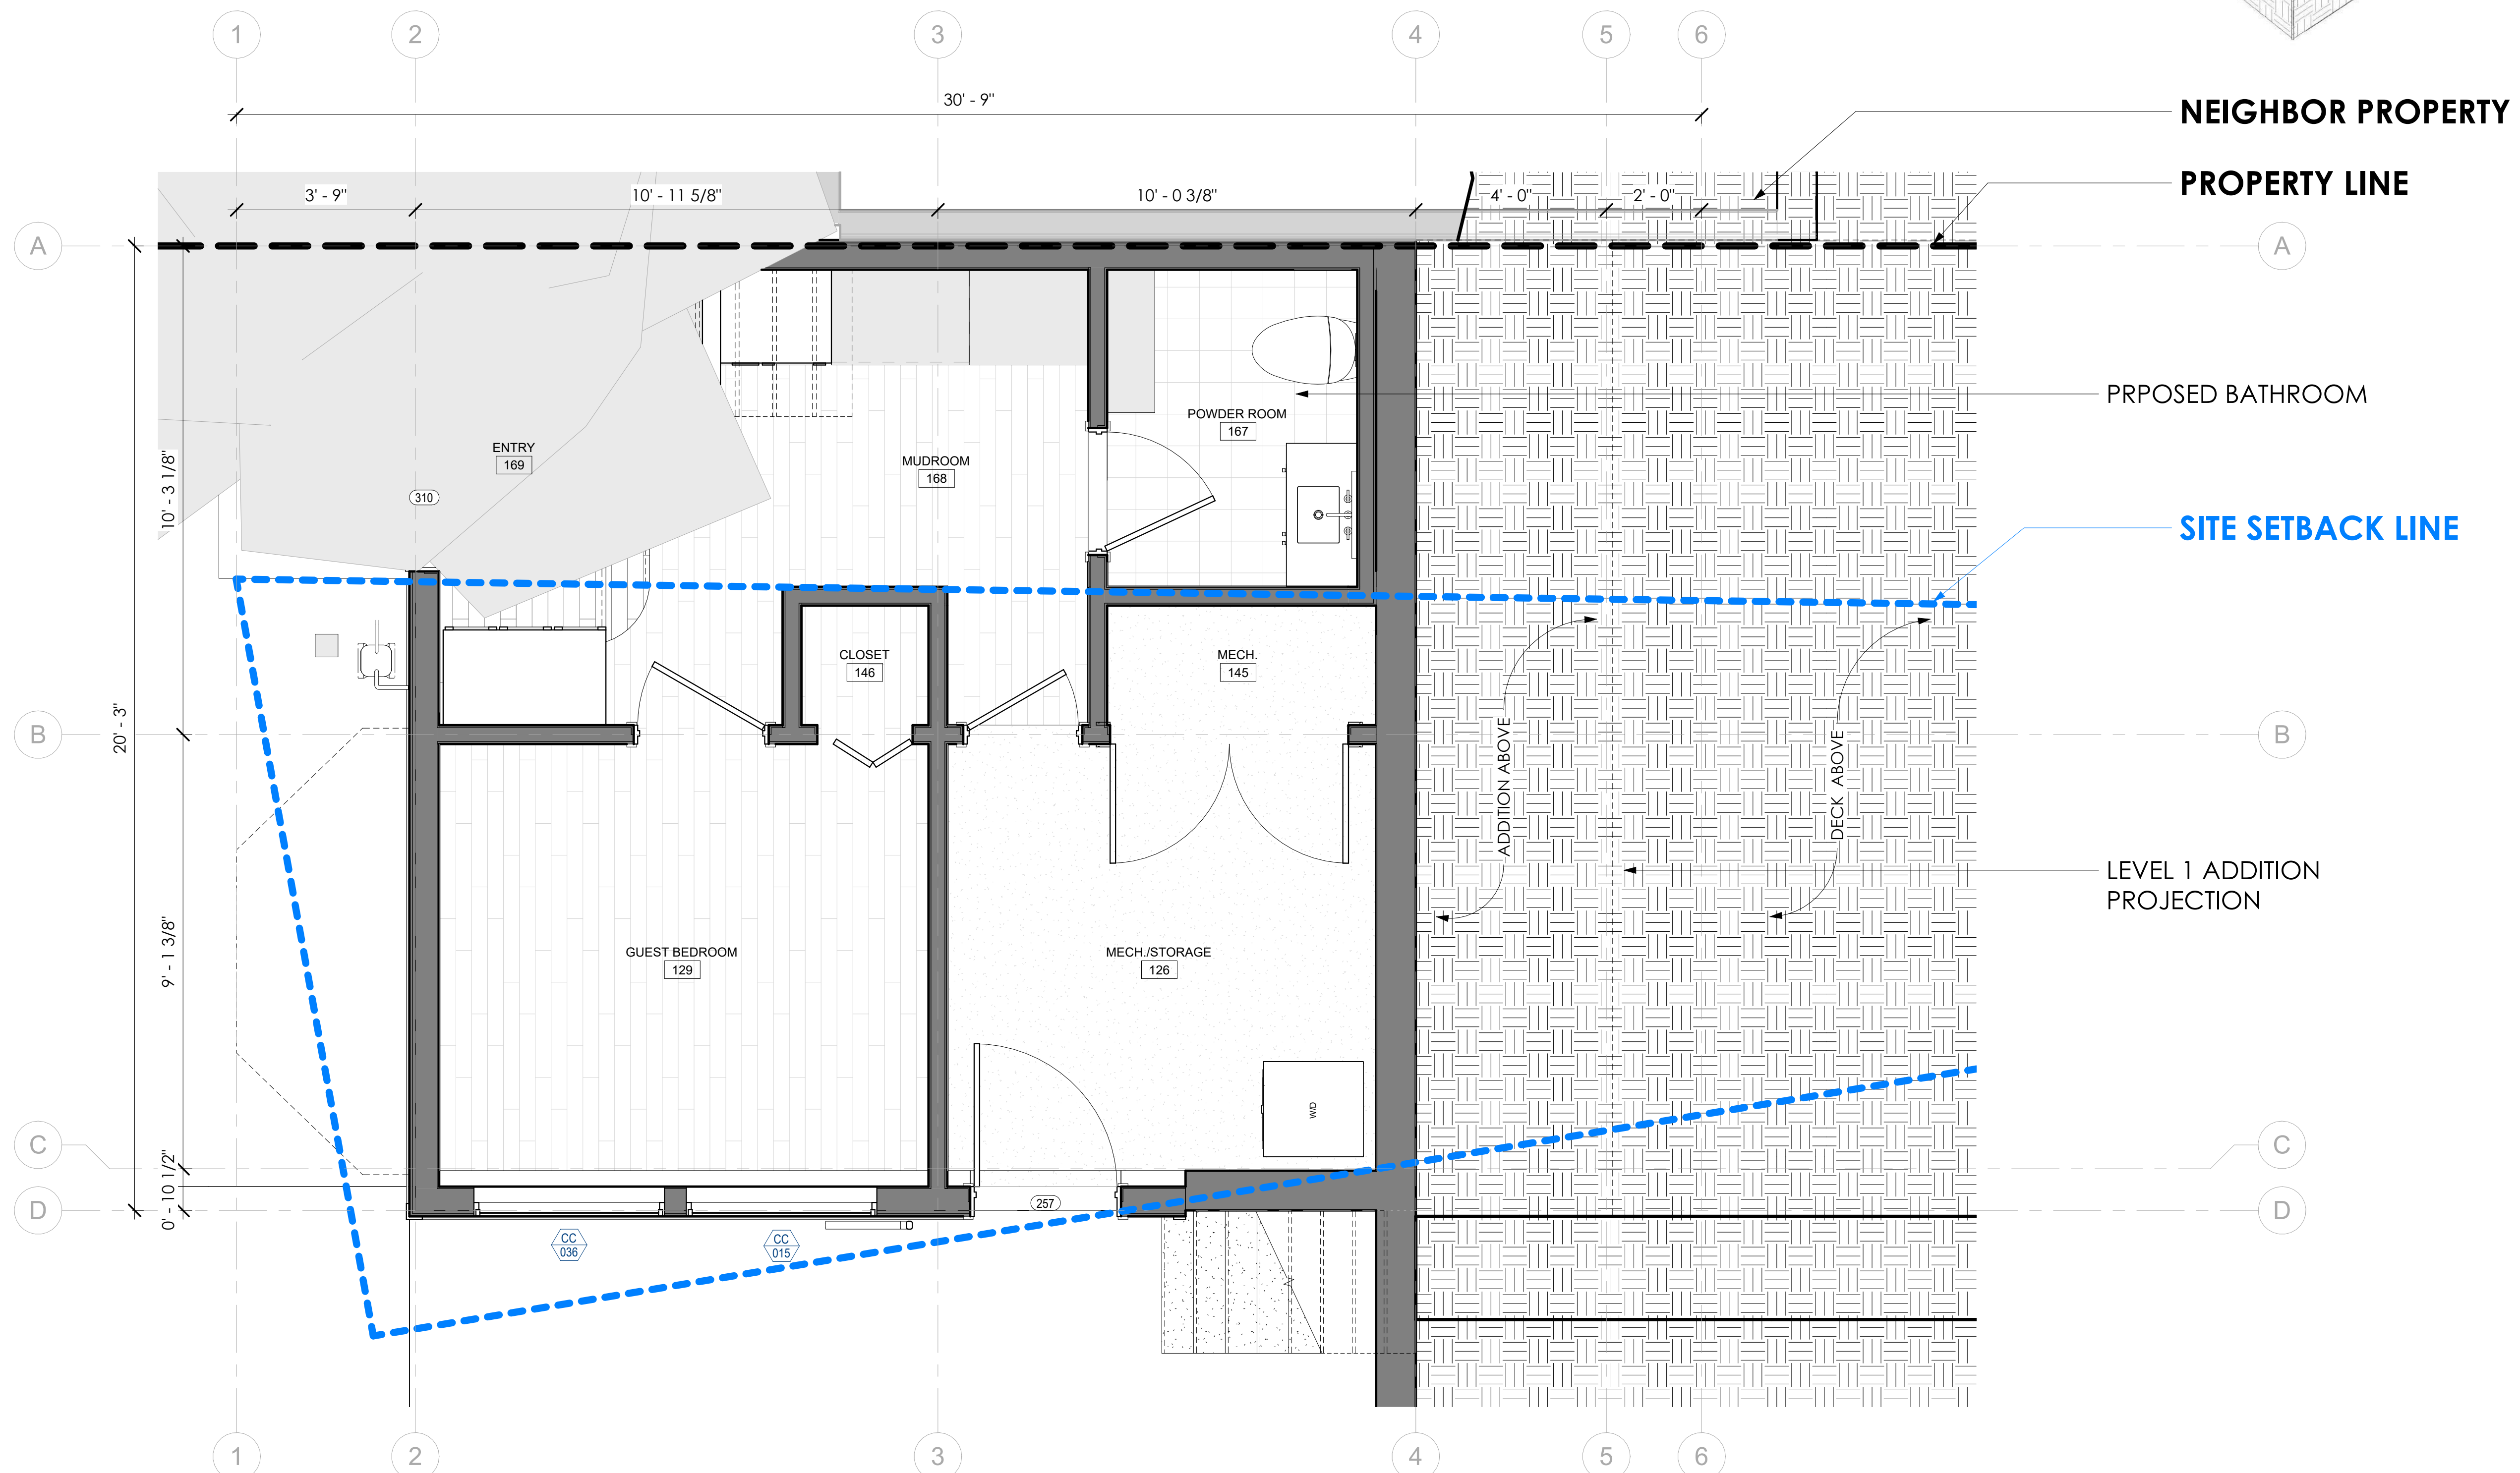 1 2 3 4 5 6
30' - 9"
NEIGHBOR PROPERTY
PROPERTY LINE
3' - 9" 10' - 11 5/8" 10' - 0 3/8" 4' - 0" 2' - 0"
A A
PRPOSED BATHROOM
POWDER ROOM
167
ENTRY
169
MUDROOM
168
310
10' - 3 1/8"
SITE SETBACK LINE
CLOSET
146
MECH.
145
20' - 3"
B B
ADDITION ABOVE
DECK ABOVE
LEVEL 1 ADDITION
PROJECTION
9' - 1 3/8"
GUEST BEDROOM
129
MECH./STORAGE
126
W/D
C C
0' - 10 1/2"
D D
257
CC
036
CC
015
1 2 3 4 5 6